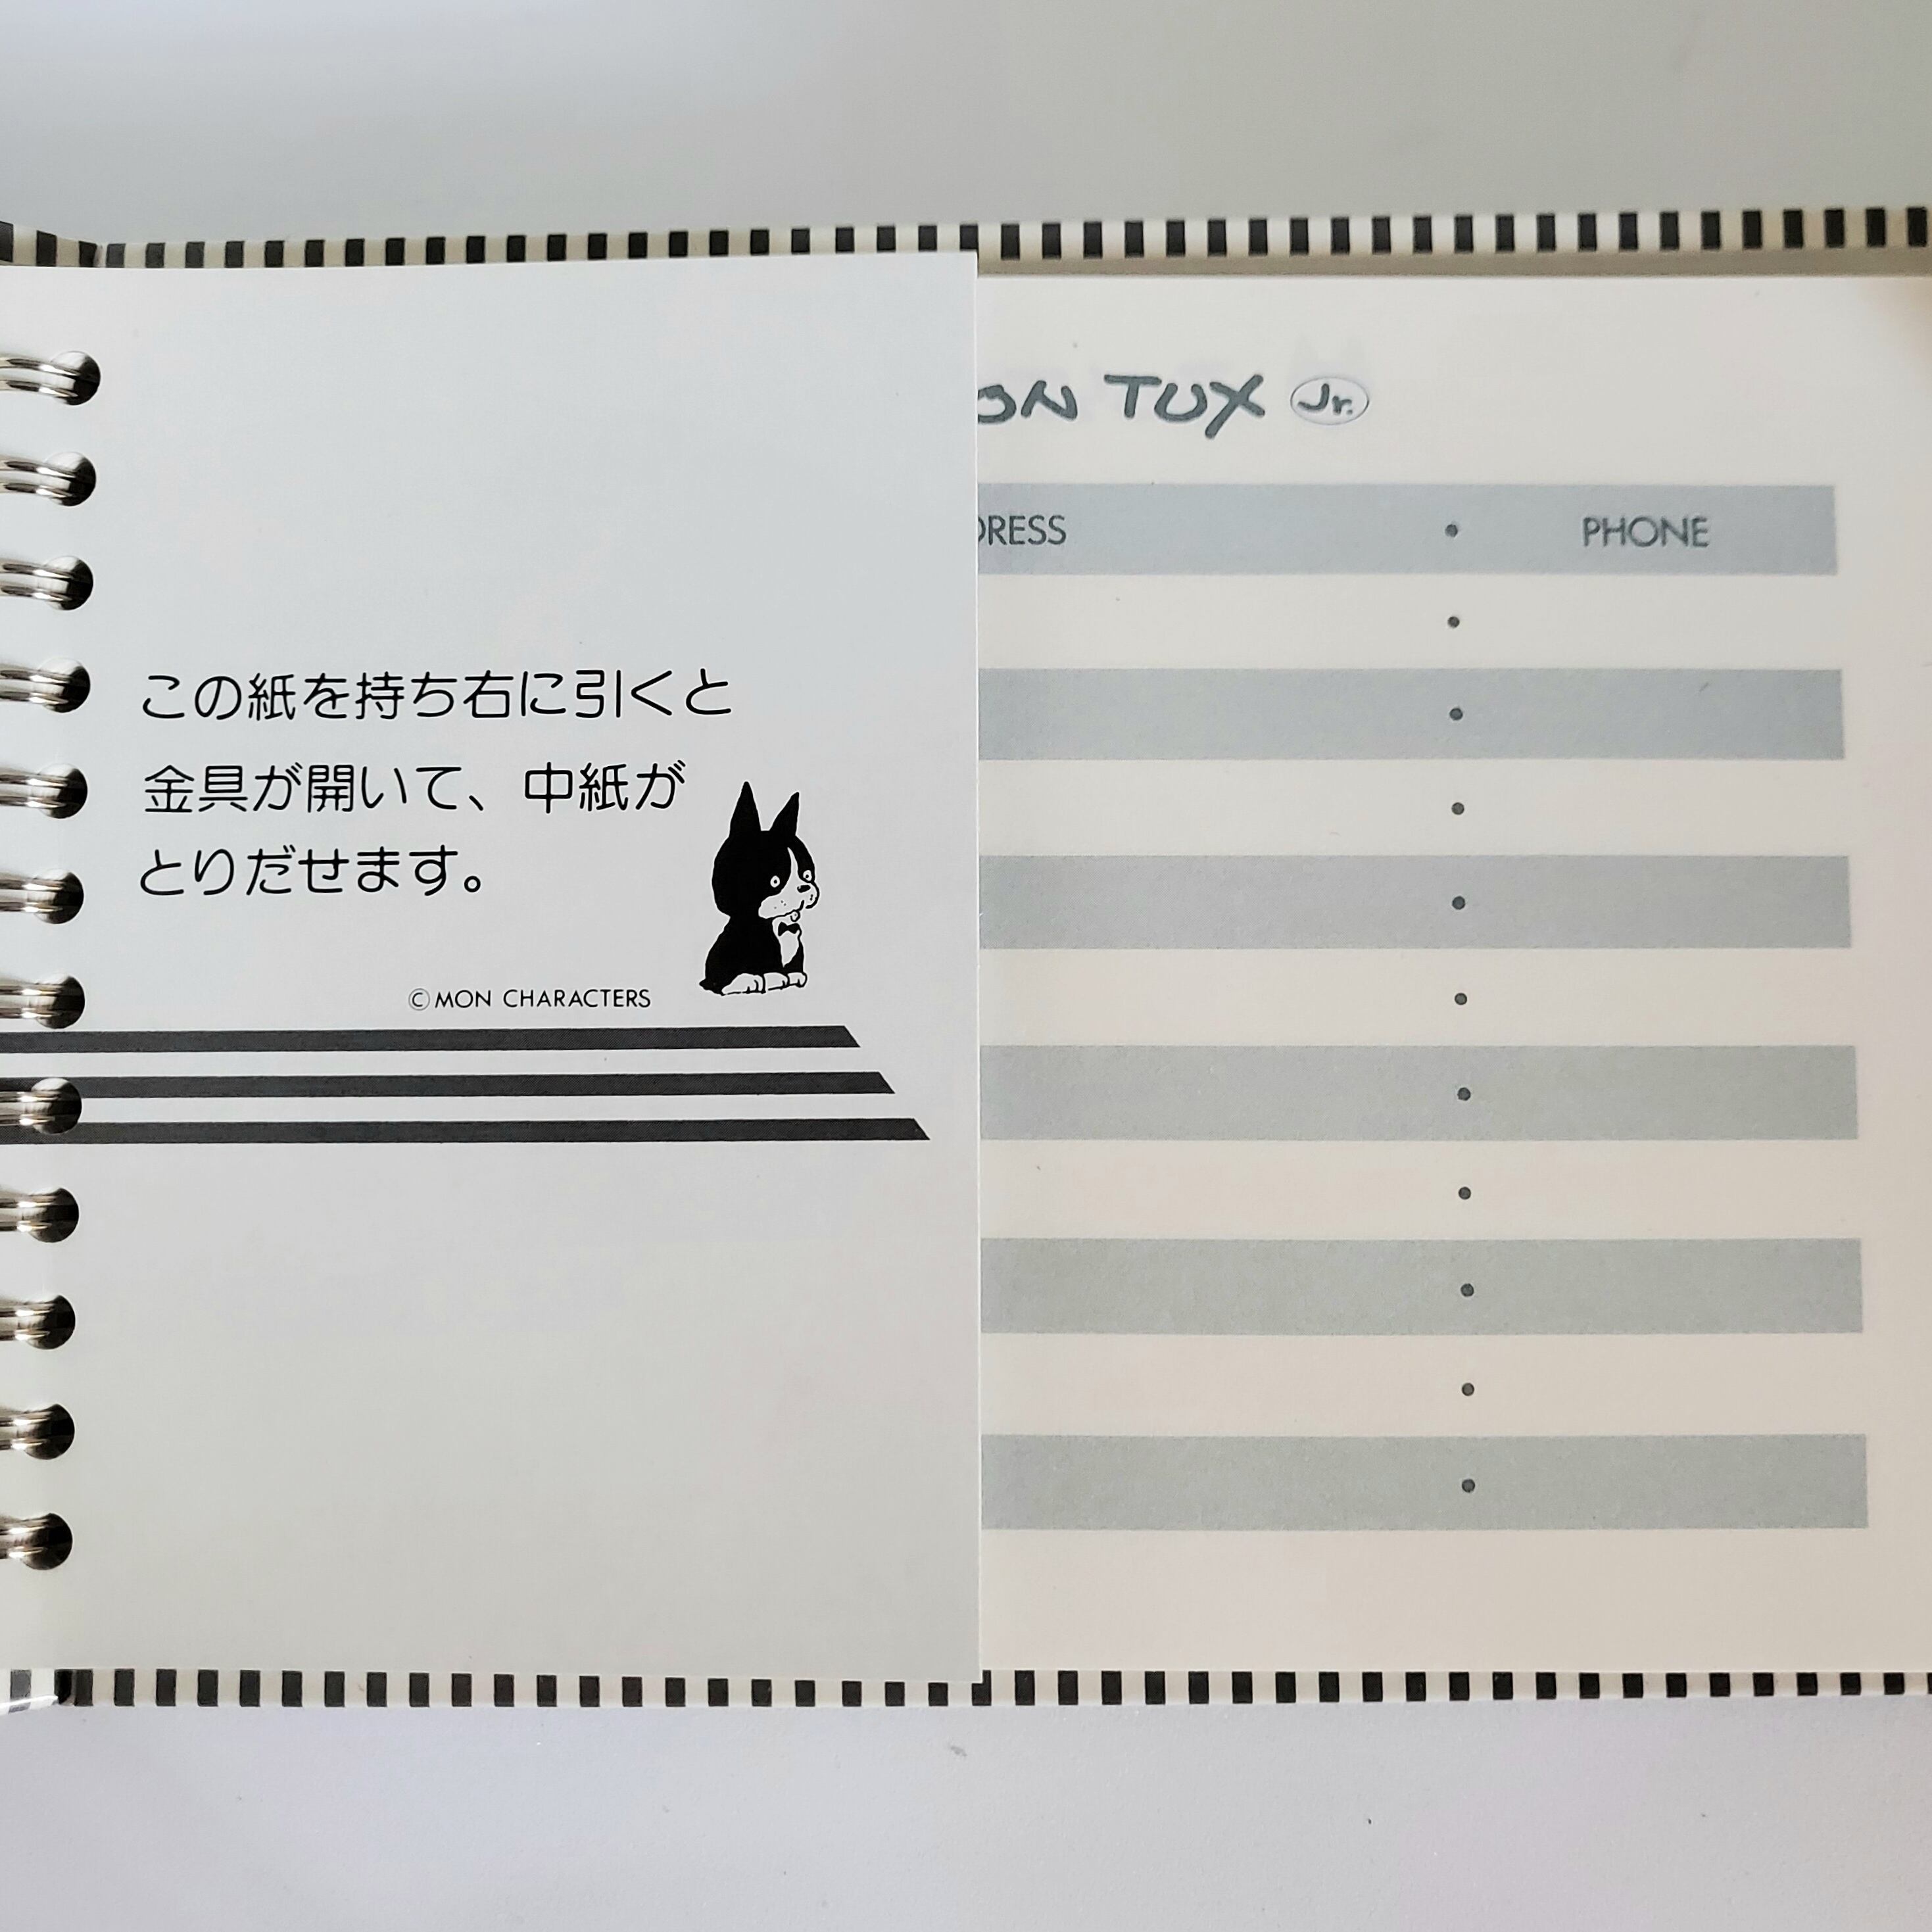 この紙を持ち右に引くと
金具が開いて、中紙が
とりだせます。
©MON CHARACTERS
ON TUX Jr.
DRESS • PHONE